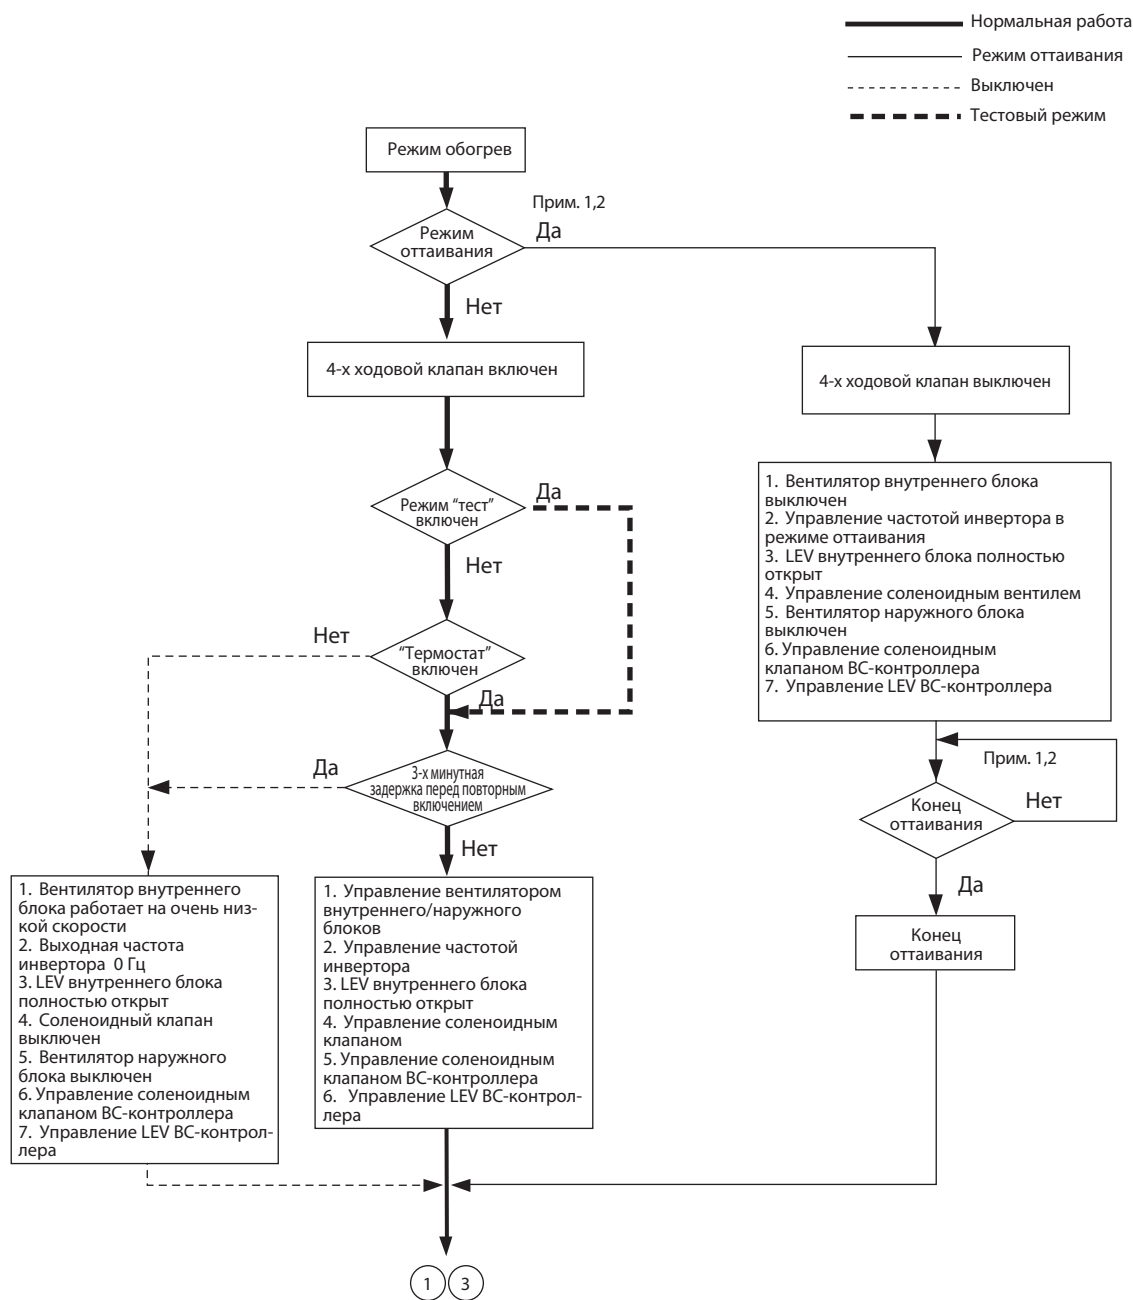 Нормальная работа
Режим оттаивания
Выключен
Тестовый режим
Режим обогрев
Прим. 1,2
Режим
оттаивания
Да
Нет
4-х ходовой клапан включен
4-х ходовой клапан выключен
Режим “тест”
включен
Да
Нет
1. Вентилятор внутреннего блока
выключен
2. Управление частотой инвертора в
режиме оттаивания
3. LEV внутреннего блока полностью
открыт
4. Управление соленоидным вентилем
5. Вентилятор наружного блока
выключен
6. Управление соленоидным
клапаном BC-контроллера
7. Управление LEV BC-контроллера
Нет
“Термостат”
включен
Да
Да
3-х минутная
задержка перед повторным
включением
Нет
Прим. 1,2
Конец
оттаивания
Нет
Да
Конец
оттаивания
1. Вентилятор внутреннего
блока работает на очень низ-
кой скорости
2. Выходная частота
инвертора 0 Гц
3. LEV внутреннего блока
полностью открыт
4. Соленоидный клапан
выключен
5. Вентилятор наружного
блока выключен
6. Управление соленоидным
клапаном BC-контроллера
7. Управление LEV BC-контрол-
лера
1. Управление вентилятором
внутреннего/наружного
блоков
2. Управление частотой
инвертора
3. LEV внутреннего блока
полностью открыт
4. Управление соленоидным
клапаном
5. Управление соленоидным
клапаном BC-контроллера
6. Управление LEV BC-контрол-
лера
1 3